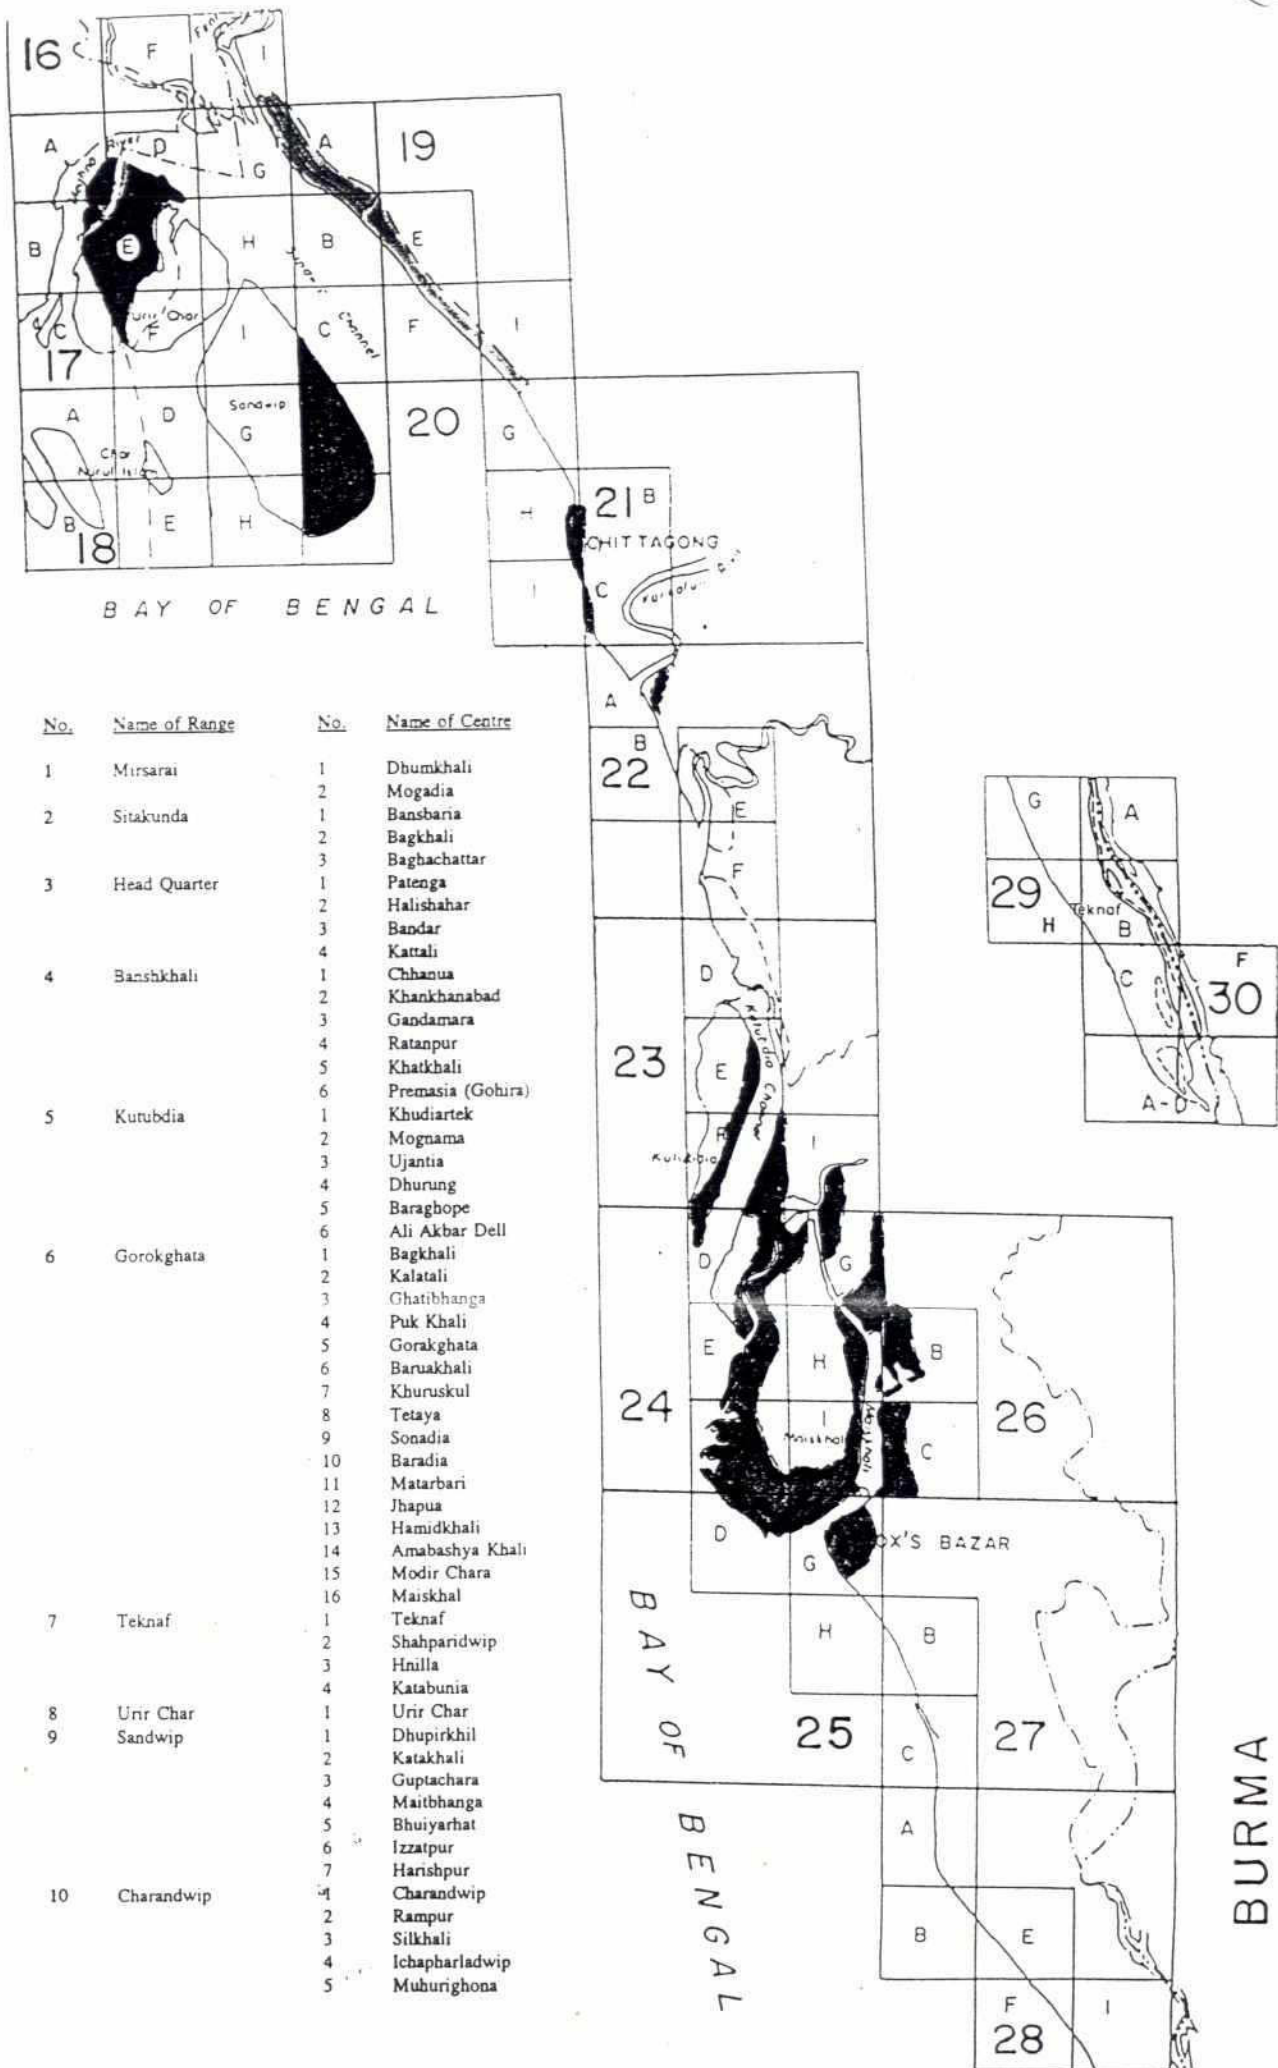 16 F I
A D A 19
River G
B E H B E
Urir Char
C F I C F I
Channel
17
A D Sandwip G 20 G
Char
Nurul Islam
B E H H 21 B
18
CHITTAGONG
I C
BAY OF BENGAL
A
B
22
E
F
G A
29 Teknaf
H B
C F
30
A-D
D
Channel
23 E
F I
D G
E H B
24 I 26
Maiskhal
C
D G COX'S BAZAR
H B
25 C 27
A
B E
F I
28
BAY OF BENGAL
BURMA
No. Name of Range No. Name of Centre
1 Mirsarai 1 Dhumkhali
2 Mogadia
2 Sitakunda 1 Bansbaria
2 Bagkhali
3 Baghachattar
3 Head Quarter 1 Patenga
2 Halishahar
3 Bandar
4 Kattali
4 Banshkhali 1 Chhanua
2 Khankhanabad
3 Gandamara
4 Ratanpur
5 Khatkhali
6 Premasia (Gohira)
5 Kutubdia 1 Khudiartek
2 Mognama
3 Ujantia
4 Dhurung
5 Baraghope
6 Ali Akbar Dell
6 Gorokghata 1 Bagkhali
2 Kalatali
3 Ghatibhanga
4 Puk Khali
5 Gorakghata
6 Baruakhali
7 Khuruskul
8 Tetaya
9 Sonadia
10 Baradia
11 Matarbari
12 Jhapua
13 Hamidkhali
14 Amabashya Khali
15 Modir Chara
16 Maiskhal
7 Teknaf 1 Teknaf
2 Shahparidwip
3 Hnilla
4 Katabunia
8 Urir Char 1 Urir Char
9 Sandwip 1 Dhupirkhil
2 Katakhali
3 Guptachara
4 Maitbhanga
5 Bhuiyarhat
6 Izzatpur
7 Harishpur
10 Charandwip 1 Charandwip
2 Rampur
3 Silkhali
4 Ichapharladwip
5 Muhurighona